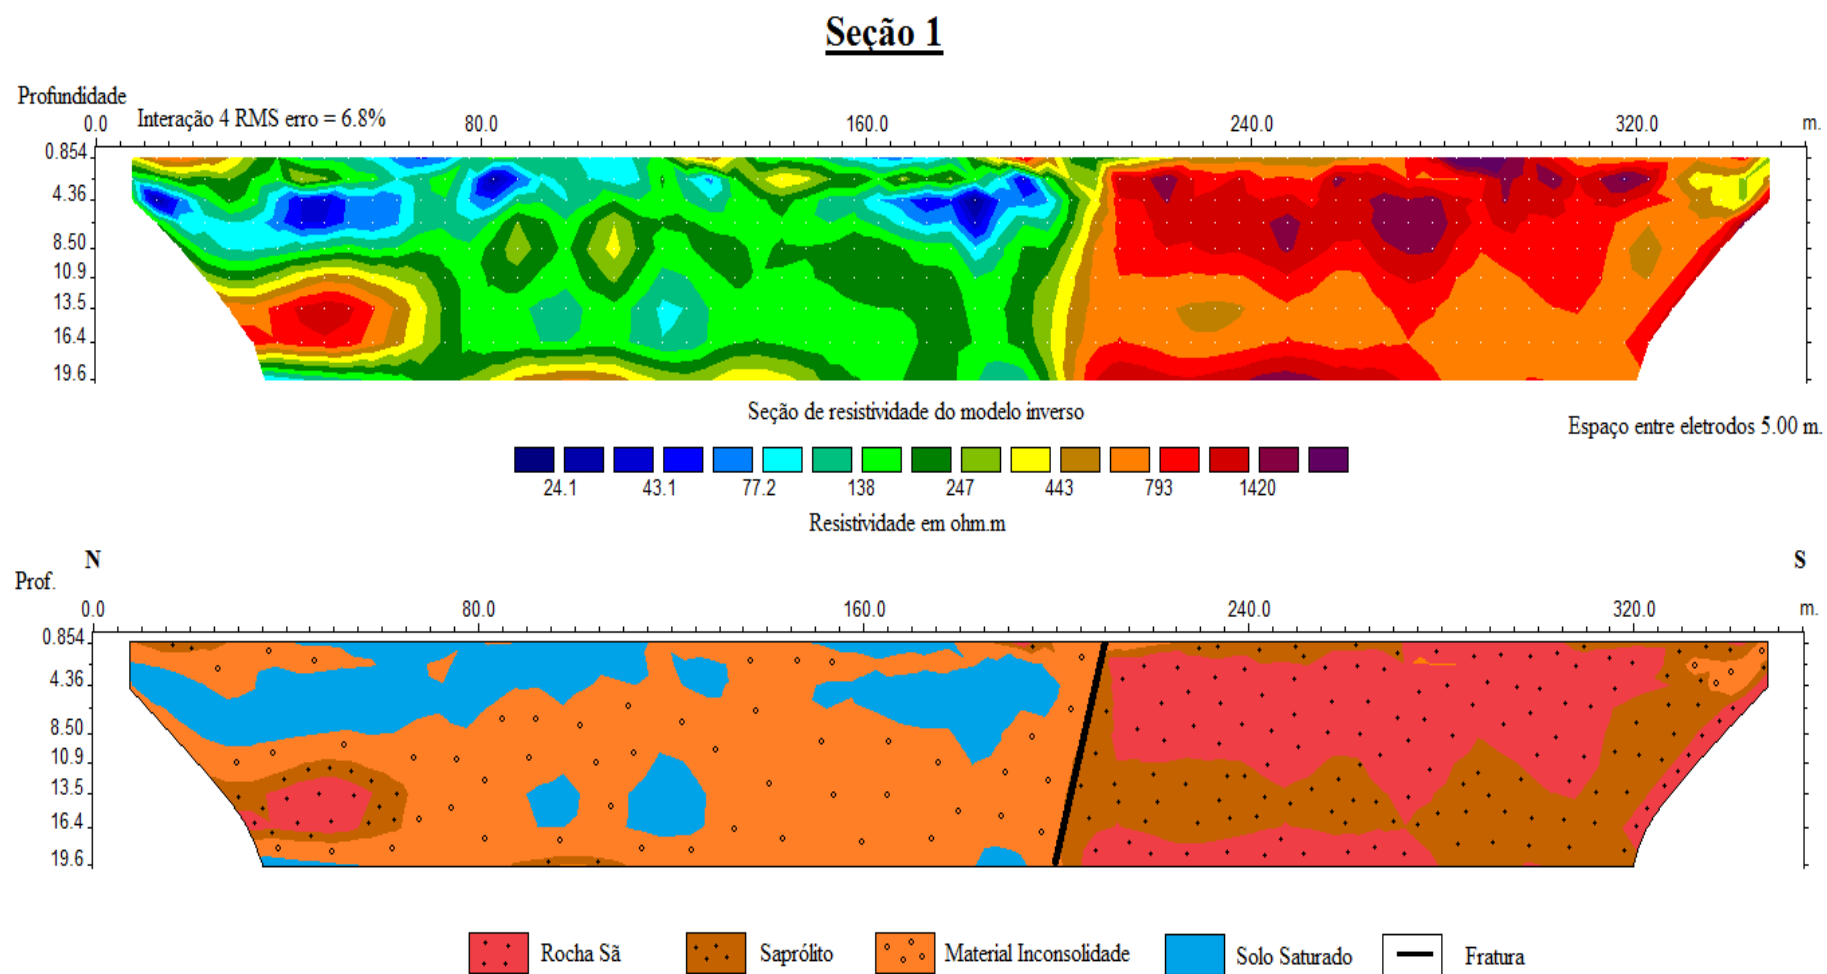 Seção 1
Profundidade
Interação 4 RMS erro = 6.8%
0.0 80.0 160.0 240.0 320.0 m.
0.854
4.36
8.50
10.9
13.5
16.4
19.6
Seção de resistividade do modelo inverso
Espaço entre eletrodos 5.00 m.
24.1 43.1 77.2 138 247 443 793 1420
Resistividade em ohm.m
N S
Prof.
0.0 80.0 160.0 240.0 320.0 m.
0.854
4.36
8.50
10.9
13.5
16.4
19.6
Rocha Sã Saprólito Material Inconsolidade Solo Saturado Fratura